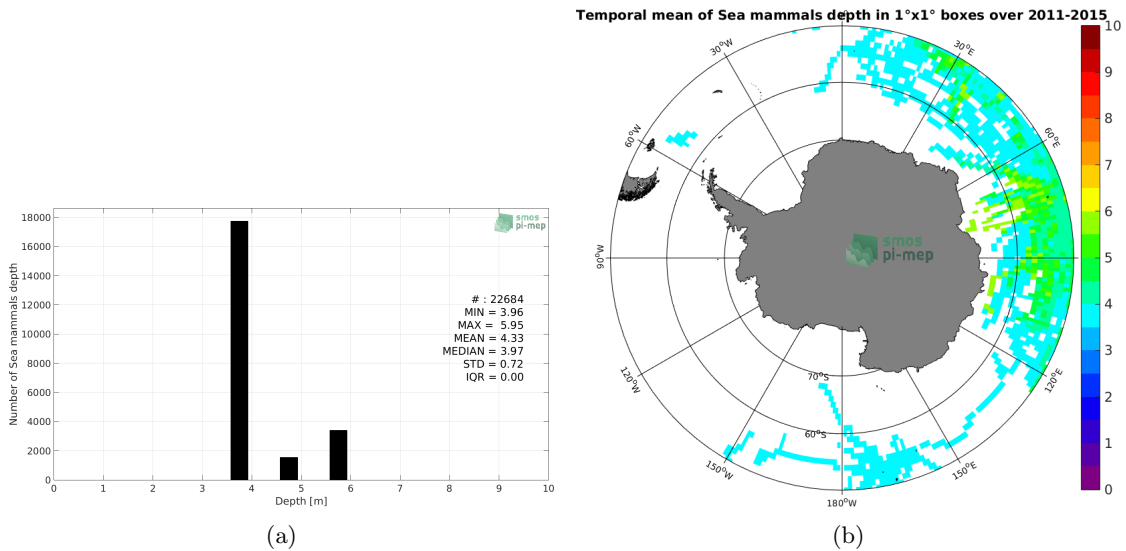 Number of Sea mammals depth
18000
16000
14000
12000
10000
8000
6000
4000
2000
0
0 1 2 3 4 5 6 7 8 9 10
Depth [m]
smos
pi-mep
# : 22684
MIN = 3.96
MAX = 5.95
MEAN = 4.33
MEDIAN = 3.97
STD = 0.72
IQR = 0.00
(a)
Temporal mean of Sea mammals depth in 1°x1° boxes over 2011-2015
30°W
30°E
60°W
60°E
90°W
120°W
120°E
150°W
150°E
180°W
70°S
60°S
smos
pi-mep
10
9
8
7
6
5
4
3
2
1
0
(b)